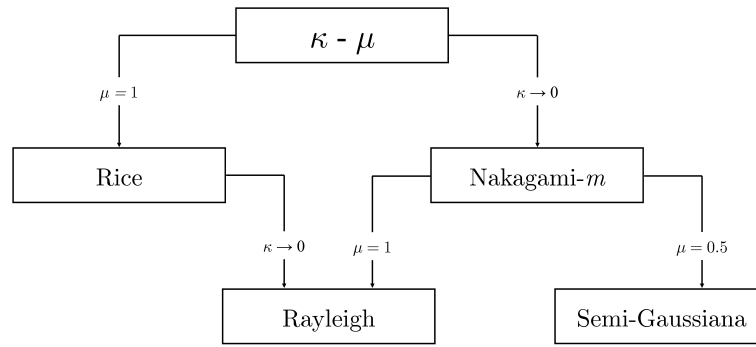 κ - μ
μ = 1
κ → 0
Rice
Nakagami-m
κ → 0
μ = 1
μ = 0.5
Rayleigh
Semi-Gaussiana